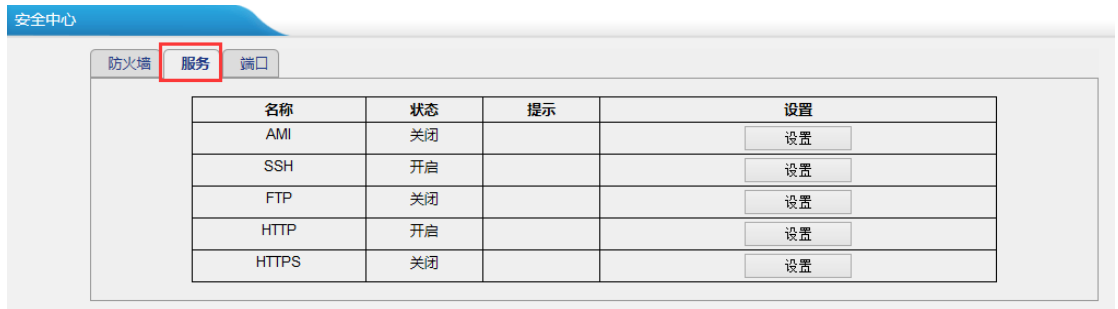 安全中心
防火墙 服务 端口
名称 状态 提示 设置
AMI 关闭 设置
SSH 开启 设置
FTP 关闭 设置
HTTP 开启 设置
HTTPS 关闭 设置